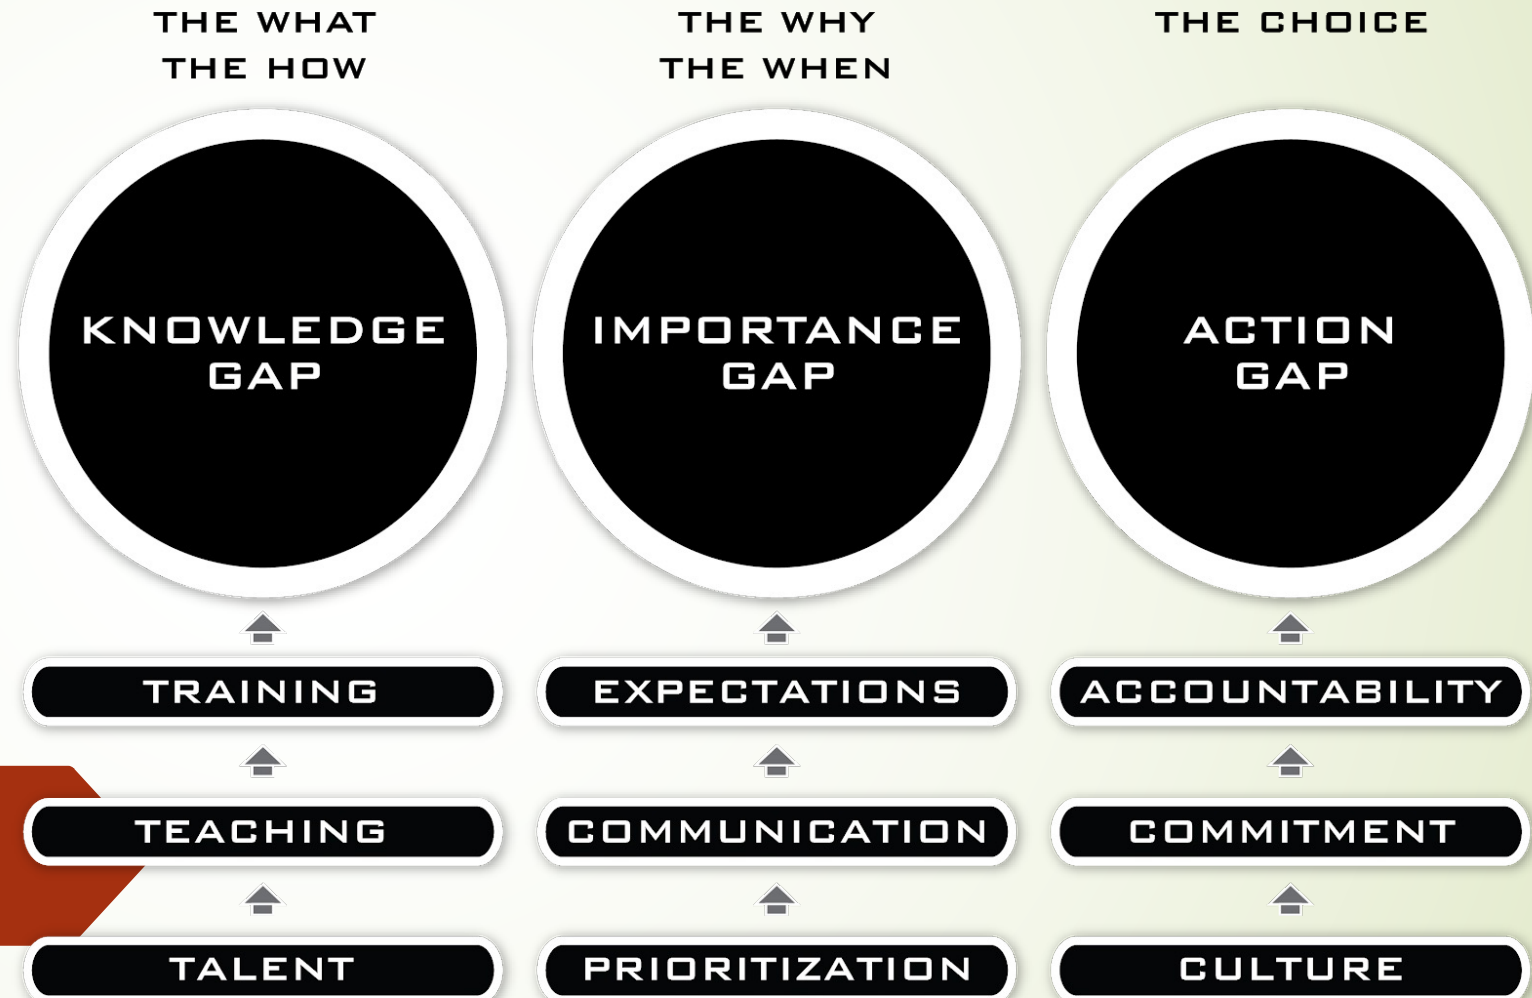 THE WHAT
THE HOW
KNOWLEDGE
GAP
TRAINING
TEACHING
TALENT
THE WHY
THE WHEN
IMPORTANCE
GAP
EXPECTATIONS
COMMUNICATION
PRIORITIZATION
THE CHOICE
ACTION
GAP
ACCOUNTABILITY
COMMITMENT
CULTURE